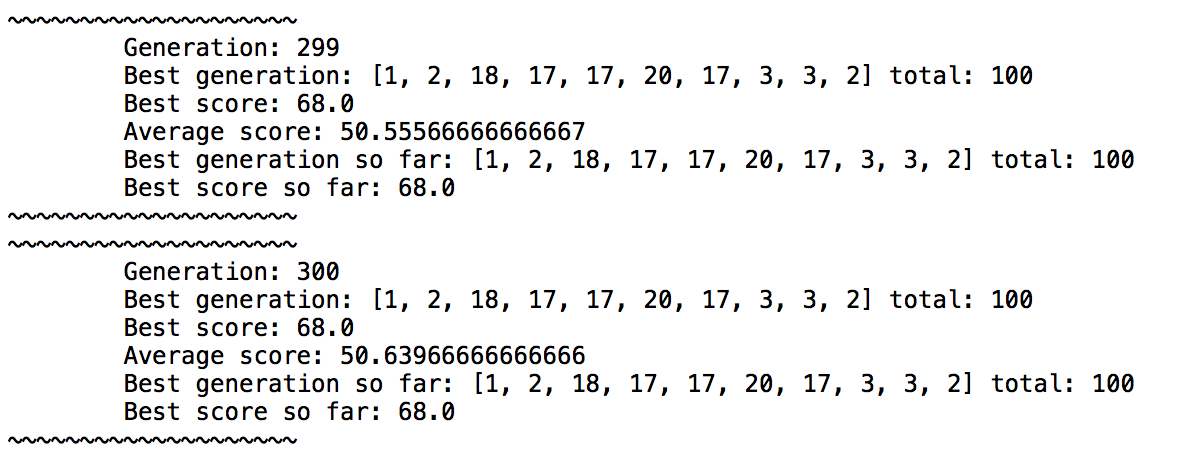 ~~~~~~~~~~~~~~~~~~~~
Generation: 299
Best generation: [1, 2, 18, 17, 17, 20, 17, 3, 3, 2] total: 100
Best score: 68.0
Average score: 50.55566666666667
Best generation so far: [1, 2, 18, 17, 17, 20, 17, 3, 3, 2] total: 100
Best score so far: 68.0
~~~~~~~~~~~~~~~~~~~~
~~~~~~~~~~~~~~~~~~~~
Generation: 300
Best generation: [1, 2, 18, 17, 17, 20, 17, 3, 3, 2] total: 100
Best score: 68.0
Average score: 50.63966666666666
Best generation so far: [1, 2, 18, 17, 17, 20, 17, 3, 3, 2] total: 100
Best score so far: 68.0
~~~~~~~~~~~~~~~~~~~~